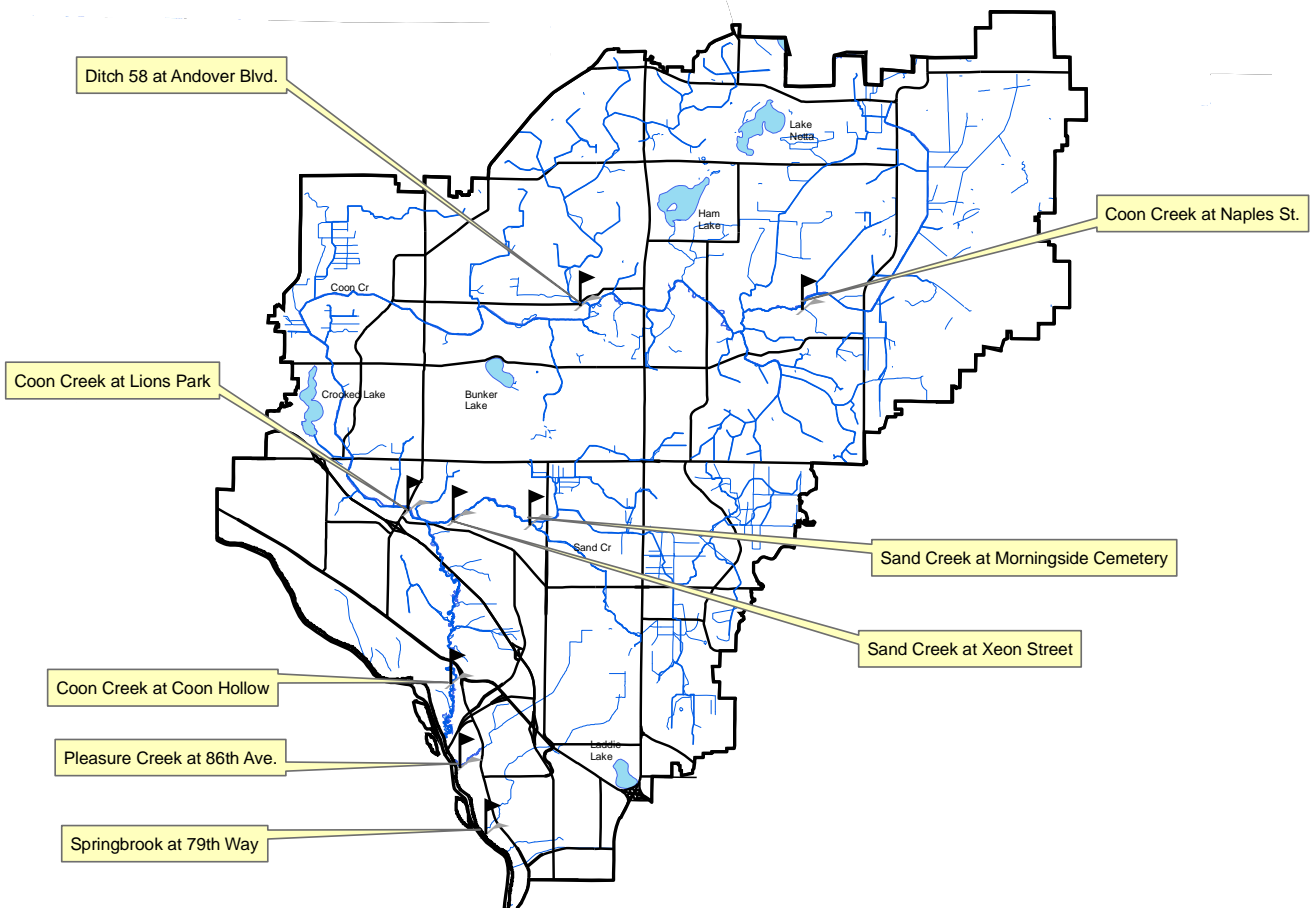 Ditch 58 at Andover Blvd.
Lake
Netta
Ham
Lake
Coon Creek at Naples St.
Coon Cr
Coon Creek at Lions Park
Crooked Lake
Bunker
Lake
Sand Cr
Sand Creek at Morningside Cemetery
Sand Creek at Xeon Street
Coon Creek at Coon Hollow
Pleasure Creek at 86th Ave.
Laddie
Lake
Springbrook at 79th Way